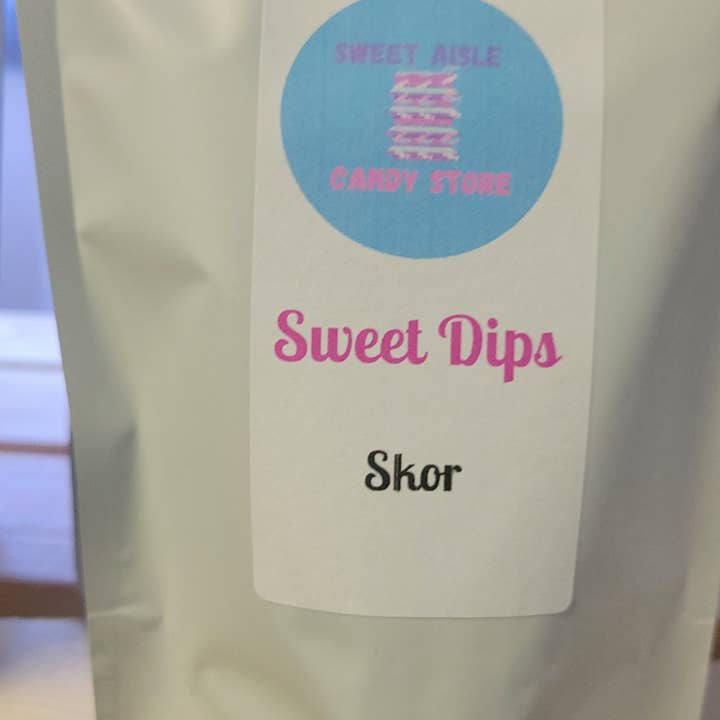 SWEET AISLE
CANDY STORE
Sweet Dips
Skor